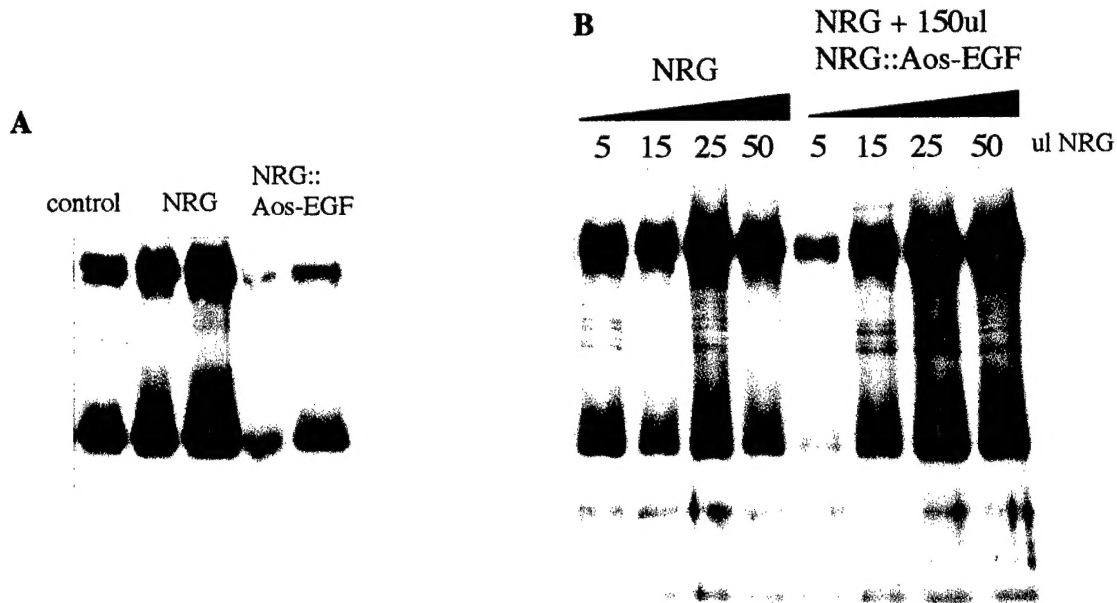 A
control NRG NRG::
Aos-EGF
B
NRG
NRG + 150ul
NRG::Aos-EGF
5 15 25 50 5 15 25 50 ul NRG